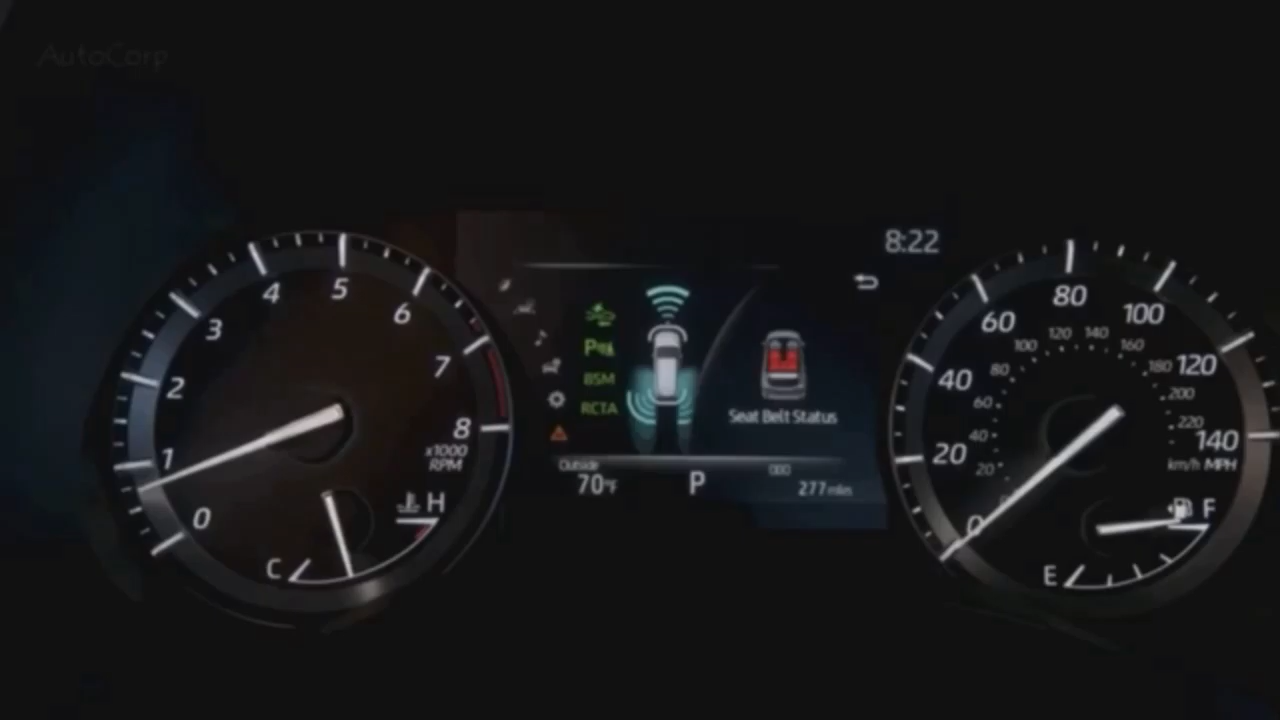 AutoCorp
8:22
0
1
2
3
4
5
6
7
8
x1000
RPM
C
H
P
BSM
RCTA
Seat Belt Status
Outside
70°F
P
ODO
277 miles
0
20
40
60
80
100
120
140
20
40
60
80
100
120
140
160
180
200
220
km/h MPH
E
F